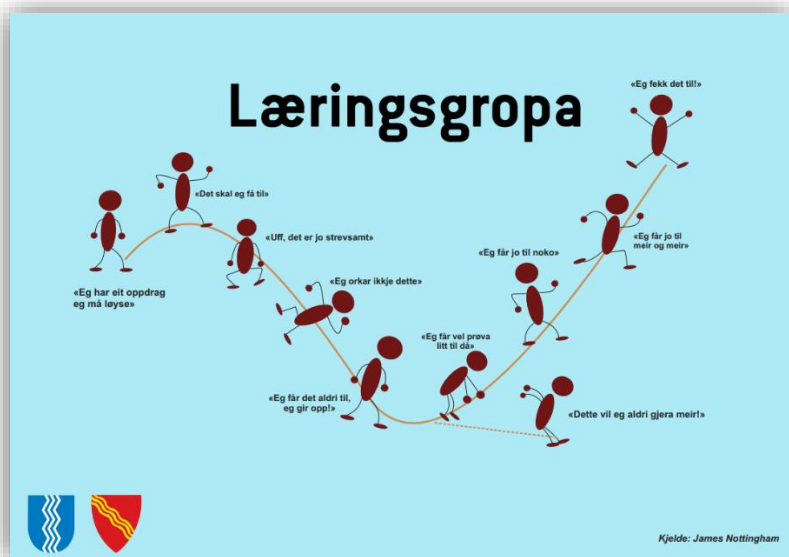 Læringsgropa
«Eg har eit oppdrag
eg må løyse»
«Det skal eg få til»
«Uff, det er jo strevsamt»
«Eg orkar ikkje dette»
«Eg får det aldri til,
eg gir opp!»
«Eg får vel prøva
litt til då»
«Dette vil eg aldri gjera meir!»
«Eg får jo til noko»
«Eg får jo til
meir og meir»
«Eg fekk det til!»
Kjelde: James Nottingham